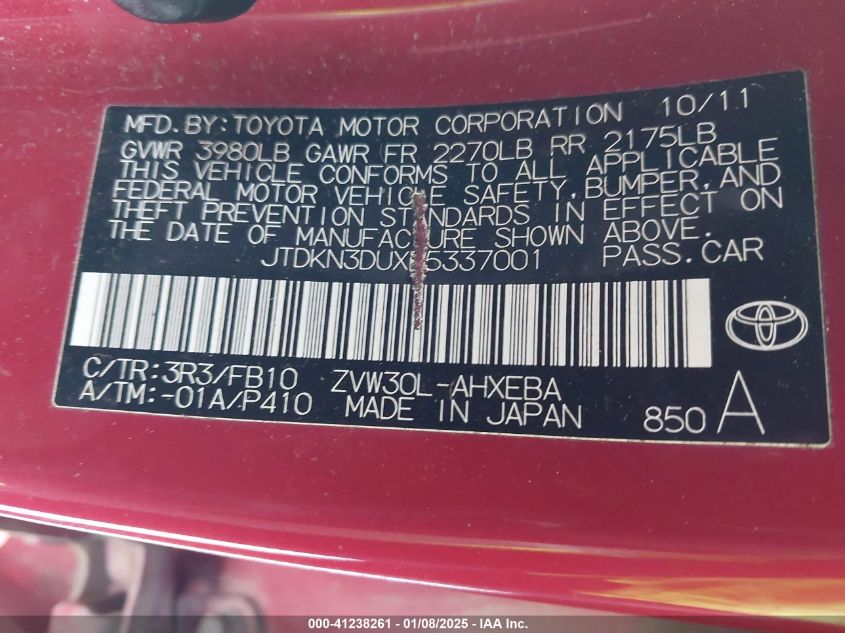 MFD.BY:TOYOTA MOTOR CORPORATION 10/11
GVWR 3980LB GAWR FR 2270LB RR 2175LB
THIS VEHICLE CONFORMS TO ALL APPLICABLE
FEDERAL MOTOR VEHICLE SAFETY,BUMPER,AND
THEFT PREVENTION STANDARDS IN EFFECT ON
THE DATE OF MANUFACTURE SHOWN ABOVE.
JTDKN3DUX 5337001 PASS.CAR
C/TR:3R3/FB10 ZVW30L-AHXEBA
A/TM:-01A/P410 MADE IN JAPAN 850 A
000-41238261 - 01/08/2025 - IAAI Inc.